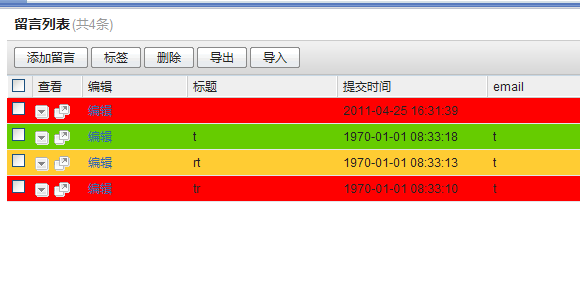 留言列表 (共4条)
添加留言 标签 删除 导出 导入
查看 编辑 标题 提交时间 email
编辑 2011-04-25 16:31:39
编辑 t 1970-01-01 08:33:18 t
编辑 rt 1970-01-01 08:33:13 t
编辑 tr 1970-01-01 08:33:10 t